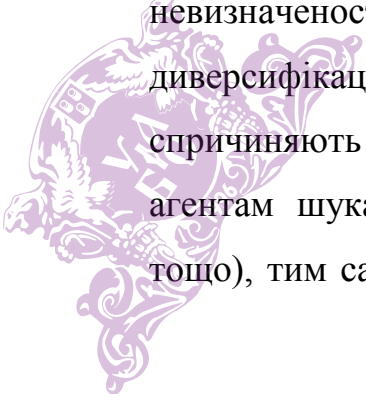 невизначеност
диверсифікац
спричиняють
агентам шука
тощо), тим са